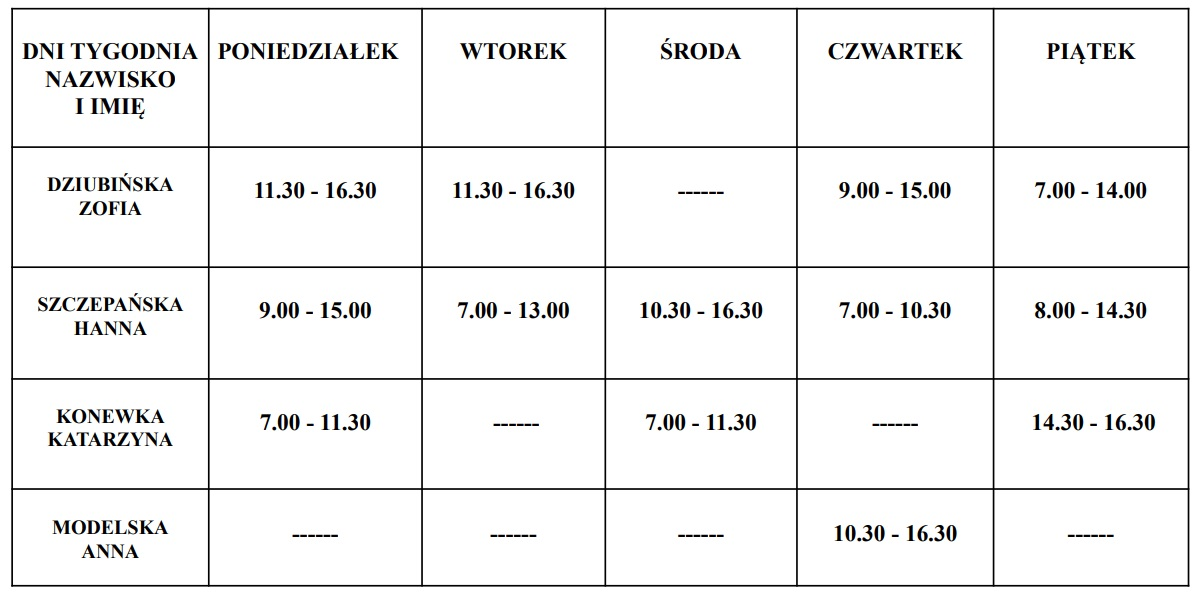 DNI TYGODNIA NAZWISKO I IMIĘ PONIEDZIAŁEK WTOREK ŚRODA CZWARTEK PIĄTEK
DZIUBIŃSKA ZOFIA 11.30 - 16.30 11.30 - 16.30 ------ 9.00 - 15.00 7.00 - 14.00
SZCZEPAŃSKA HANNA 9.00 - 15.00 7.00 - 13.00 10.30 - 16.30 7.00 - 10.30 8.00 - 14.30
KONEWKA KATARZYNA 7.00 - 11.30 ------ 7.00 - 11.30 ------ 14.30 - 16.30
MODELSKA ANNA ------ ------ ------ 10.30 - 16.30 ------